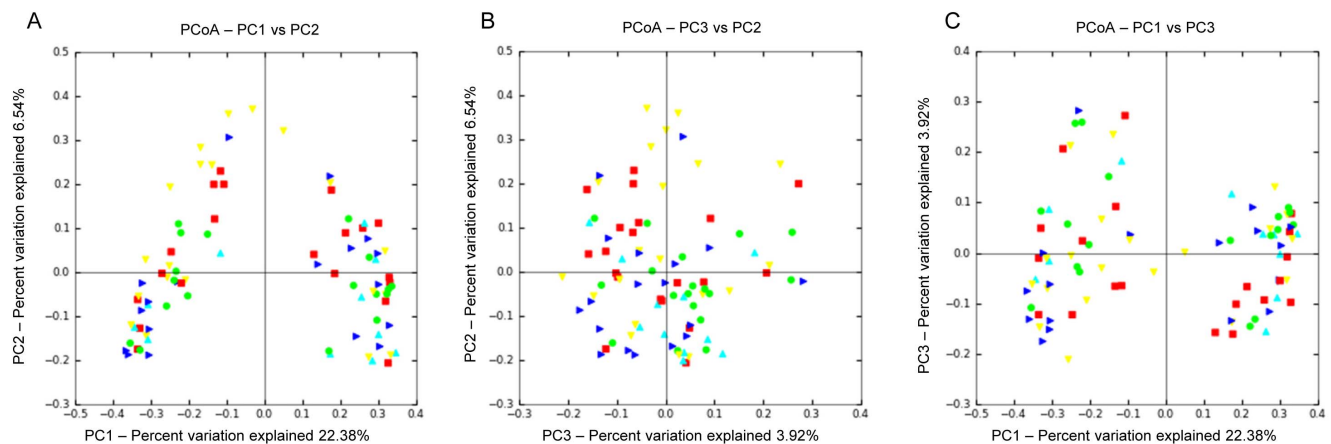 A
PCoA – PC1 vs PC2
PC2 – Percent variation explained 6.54%
0.5
0.4
0.3
0.2
0.1
0.0
−0.1
−0.2
−0.3
−0.5 −0.4 −0.3 −0.2 −0.1 0.0 0.1 0.2 0.3 0.4
PC1 – Percent variation explained 22.38%
B
PCoA – PC3 vs PC2
PC2 – Percent variation explained 6.54%
0.5
0.4
0.3
0.2
0.1
0.0
−0.1
−0.2
−0.3
−0.3 −0.2 −0.1 0.0 0.1 0.2 0.3 0.4
PC3 – Percent variation explained 3.92%
C
PCoA – PC1 vs PC3
PC3 – Percent variation explained 3.92%
0.4
0.3
0.2
0.1
0.0
−0.1
−0.2
−0.3
−0.5 −0.4 −0.3 −0.2 −0.1 0.0 0.1 0.2 0.3 0.4
PC1 – Percent variation explained 22.38%